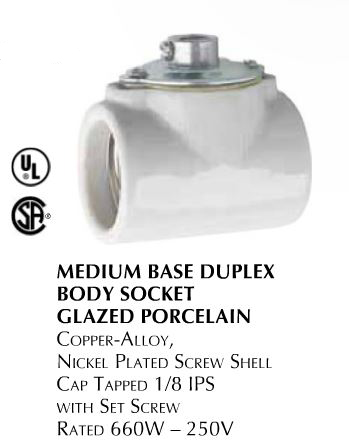 UL
®
SA®
MEDIUM BASE DUPLEX
BODY SOCKET
GLAZED PORCELAIN
COPPER-ALLOY,
NICKEL PLATED SCREW SHELL
CAP TAPPED 1/8 IPS
WITH SET SCREW
RATED 660W – 250V